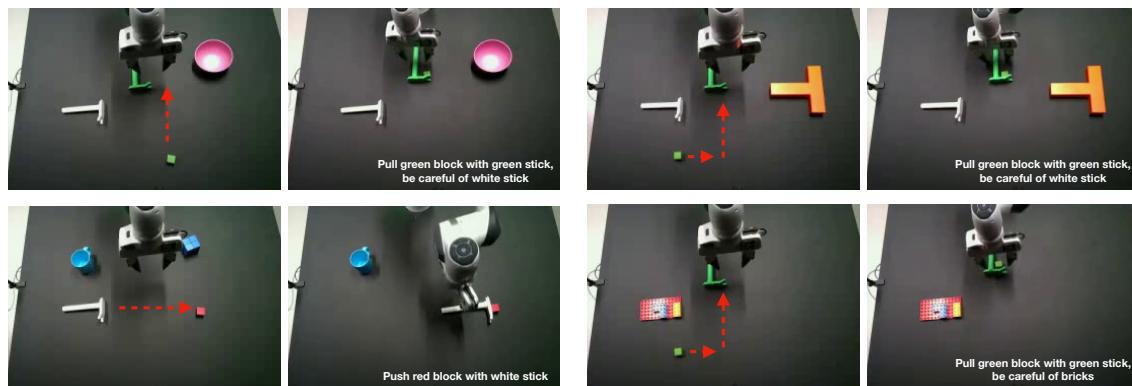 Pull green block with green stick,
be careful of white stick
Pull green block with green stick,
be careful of white stick
Push red block with white stick
Pull green block with green stick,
be careful of bricks